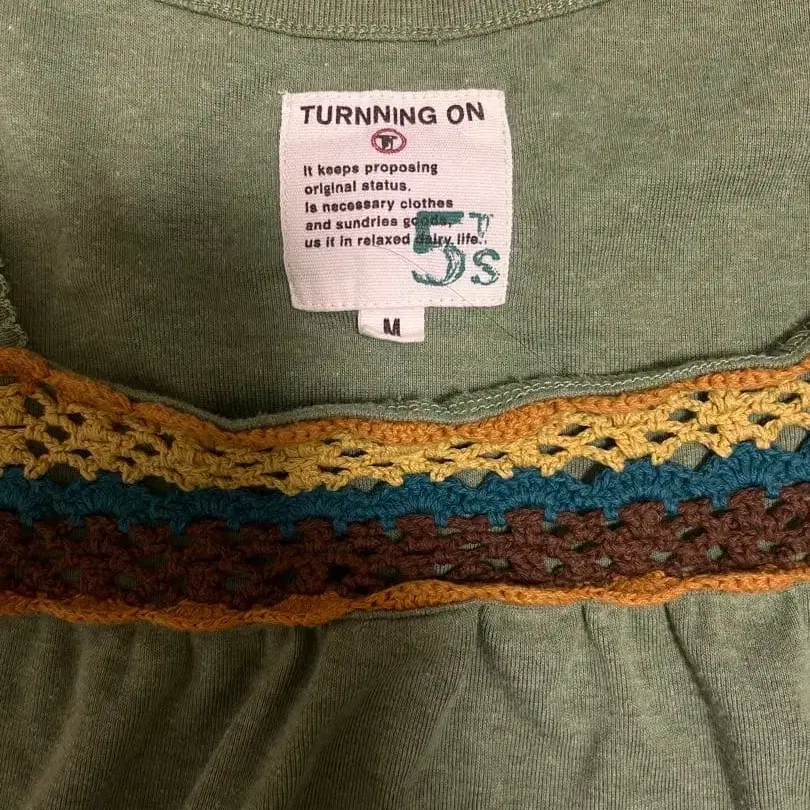 TURNNING ON
It keeps proposing
original status.
Is necessary clothes
and sundries goods,
us it in relaxed dairy life..
5's
M